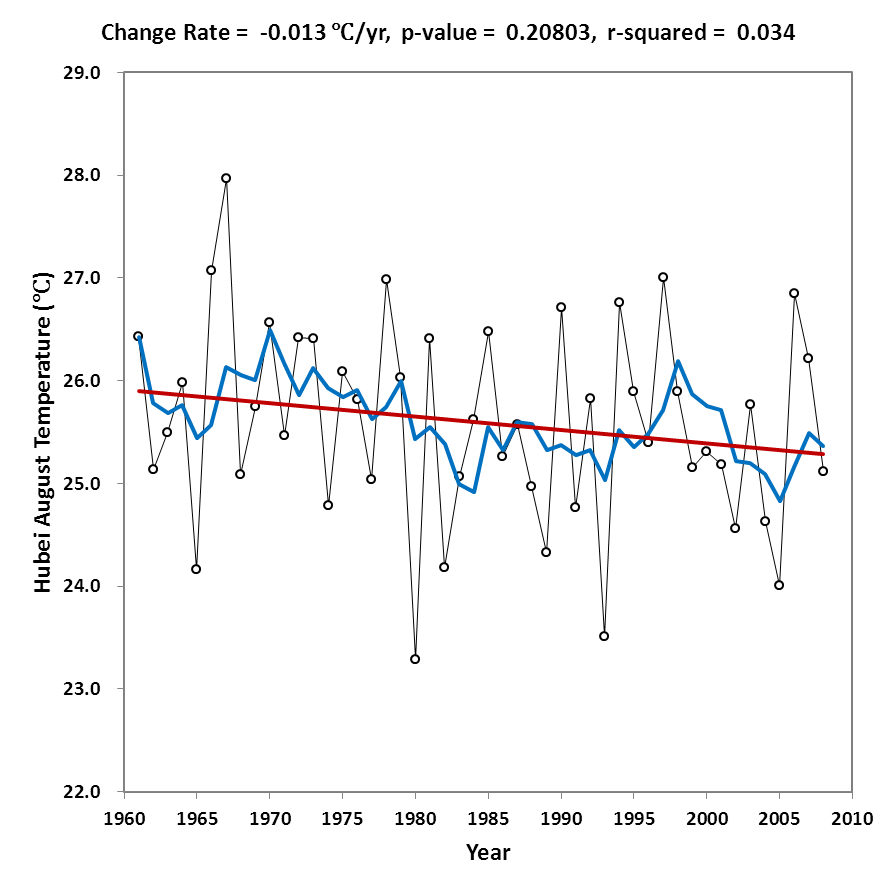 Change Rate = -0.013 ℃/yr, p-value = 0.20803, r-squared = 0.034
29.0
28.0
27.0
26.0
25.0
24.0
23.0
22.0
Hubei August Temperature (℃)
1960 1965 1970 1975 1980 1985 1990 1995 2000 2005 2010
Year